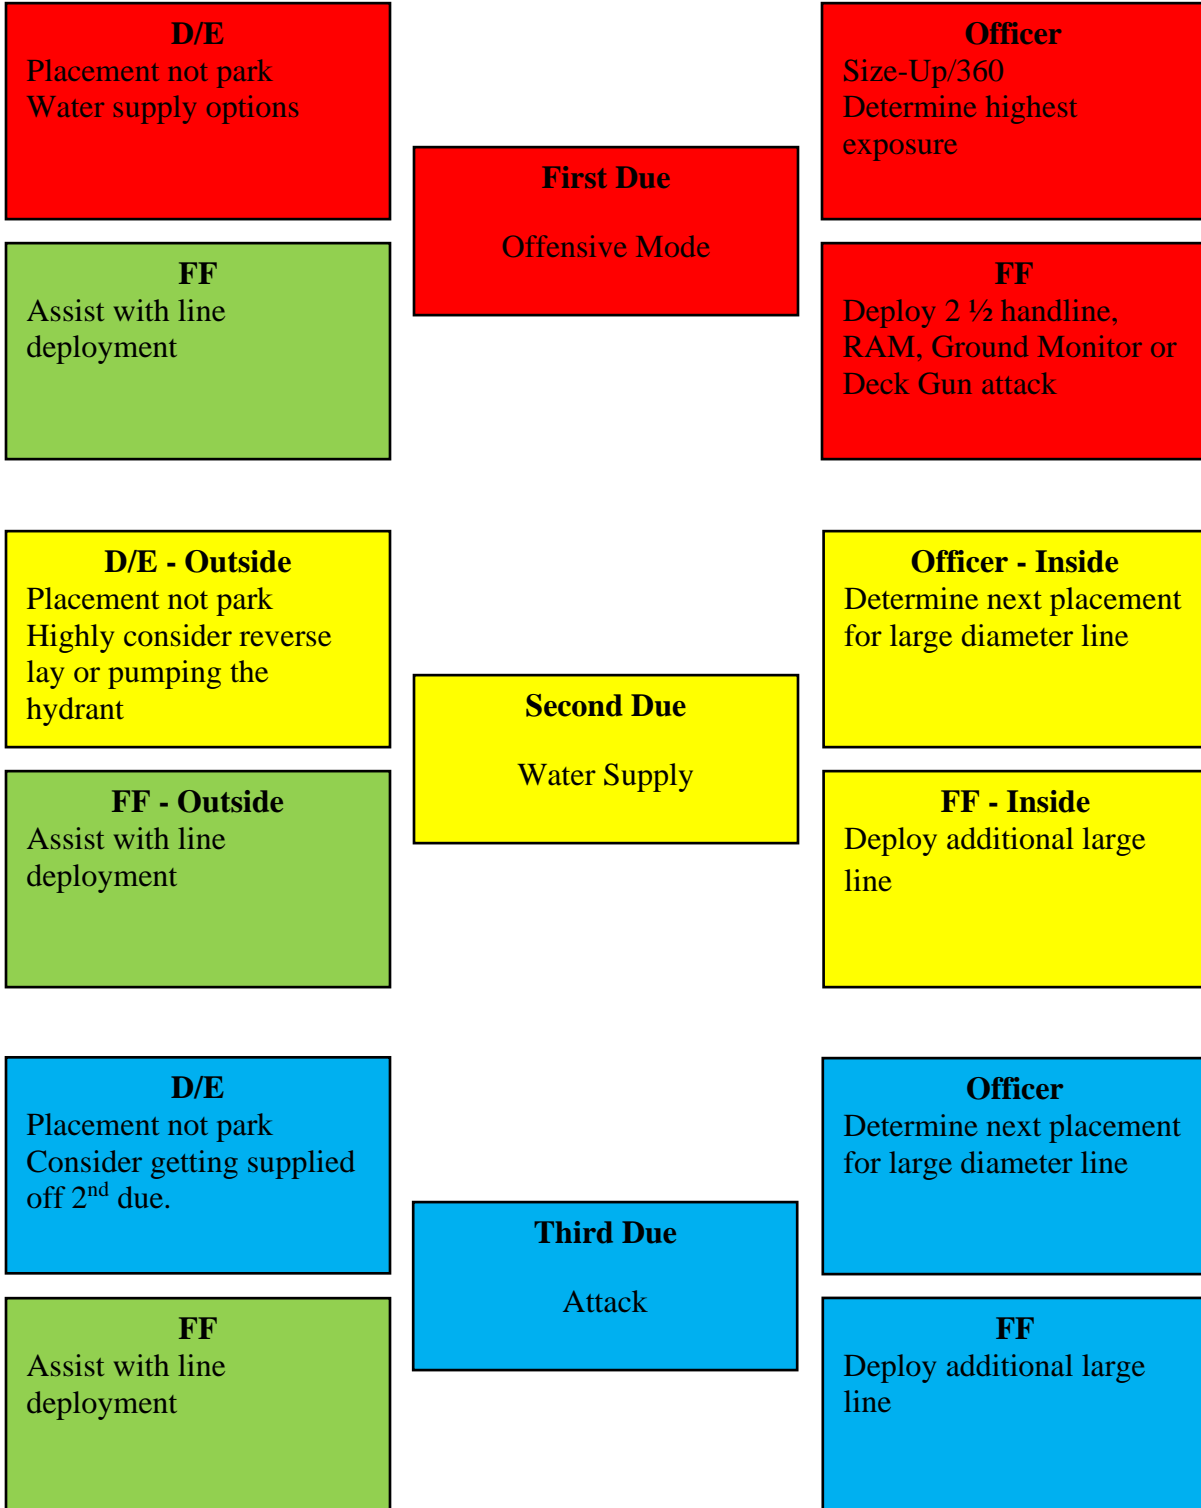 D/E
Placement not park
Water supply options
Officer
Size-Up/360
Determine highest
exposure
First Due
Offensive Mode
FF
Assist with line
deployment
FF
Deploy 2 ½ handline,
RAM, Ground Monitor or
Deck Gun attack
D/E - Outside
Placement not park
Highly consider reverse
lay or pumping the
hydrant
Officer - Inside
Determine next placement
for large diameter line
Second Due
Water Supply
FF - Outside
Assist with line
deployment
FF - Inside
Deploy additional large
line
D/E
Placement not park
Consider getting supplied
off 2nd due.
Officer
Determine next placement
for large diameter line
Third Due
Attack
FF
Assist with line
deployment
FF
Deploy additional large
line